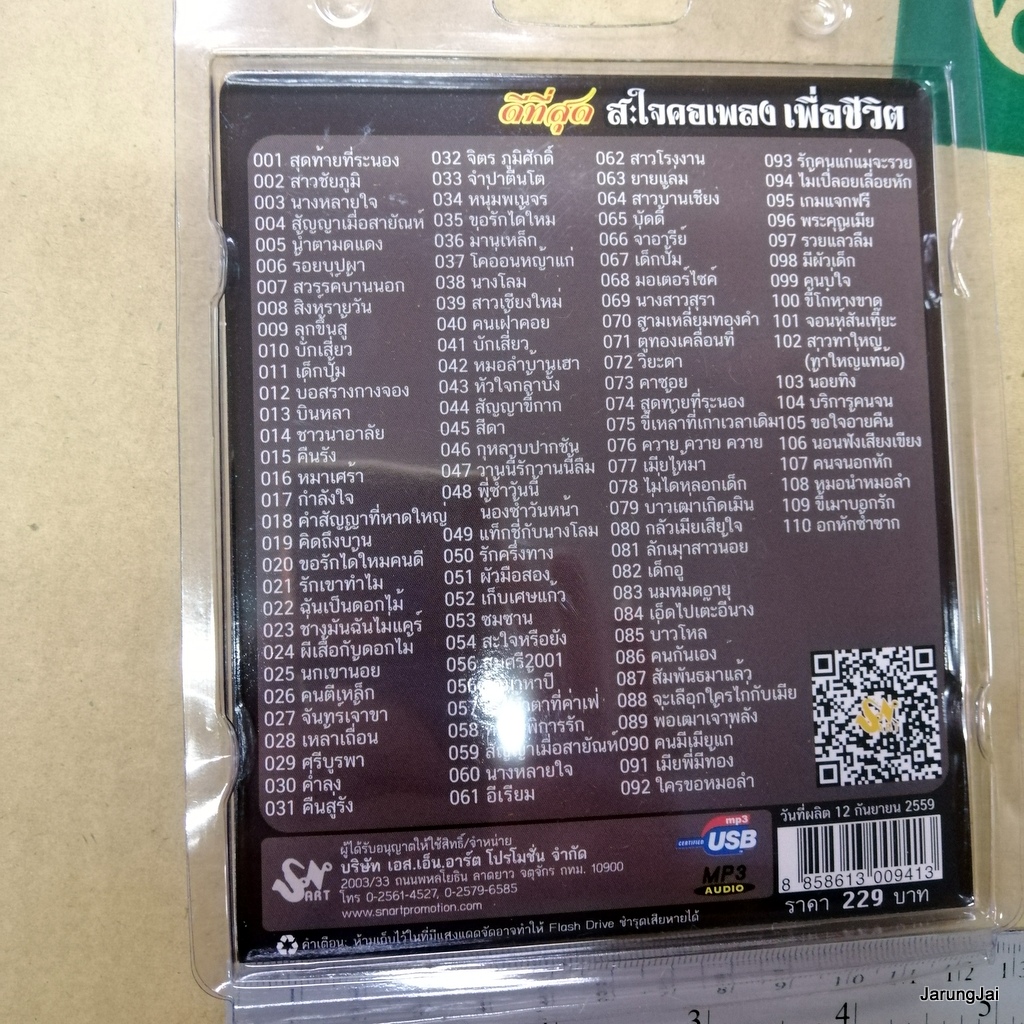 ดีที่สุด สะใจคอเพลง เพื่อชีวิต
001 สุดท้ายที่ระนอง
002 สาวชัยภูมิ
003 นางหลายใจ
004 สัญญาเมื่อสายัณห์
005 น้ำตามดแดง
006 รอยบุปผา
007 สวรรค์บ้านนอก
008 สิงห์รายวัน
009 ลุกขึ้นสู้
010 บักเสี่ยว
011 เด็กปั้ม
012 บ่อสร้างกางจ้อง
013 บินหลา
014 ชาวนาอาลัย
015 คืนรัง
016 หมาเศร้า
017 กำลังใจ
018 คำสัญญาที่หาดใหญ่
019 คิดถึงบ้าน
020 ขอรักได้ไหมคนดี
021 รักเขาทำไม
022 ฉันเป็นดอกไม้
023 ช่างมันฉันไม่แคร์
024 ผีเสื้อกับดอกไม้
025 นกเขาน้อย
026 คนตีเหล็ก
027 จันทร์เจ้าขา
028 เหล้าเถื่อน
029 ศรีบูรพา
030 ค่ำลง
031 คืนสู่รัง
032 จิตร ภูมิศักดิ์
033 จำปาตีนโต
034 หนุ่มพเนจร
035 ขอรักได้ไหม
036 มานูเหล็ก
037 โคอ่อนหญ้าแก่
038 นางโลม
039 สาวเชียงใหม่
040 คนเฝ้าคอย
041 บักเสี่ยว
042 หมอลำบ้านเฮา
043 หัวใจกล้าบั้ง
044 สัญญาขี้กาก
045 สีดา
046 กุหลาบปากซัน
047 วานนี้รักวานนี้ลืม
048 พี่ช้ำวันนี้
น้องช้ำวันหน้า
049 แท็กซี่กับนางโลม
050 รักครึ่งทาง
051 ผัวมือสอง
052 เก็บเศษแก้ว
053 ซมซาน
054 สะใจหรือยัง
056 สมศรี2001
056
057
058
059 สัญญาเมื่อสายัณห์
060 นางหลายใจ
061 อีเรียม
062 สาวโรงงาน
063 ยายแล่ม
064 สาวบ้านเชียง
065 บัดดี้
066 จ่าอารีย์
067 เด็กปั้ม
068 มอเตอร์ไซค์
069 นางสาวสุรา
070 สามเหลี่ยมทองคำ
071 ตู้ทองเคลื่อนที่
072 วิยะดา
073 คาซอย
074 สุดท้ายที่ระนอง
075 ขี้เหล้าที่เก่าเวลาเดิม
076 ควาย ควาย ควาย
077 เมียไห้มา
078 ไม่ได้หลอกเด็ก
079 บ่าวเฒ่าเกิดเมิน
080 กลัวเมียเสียใจ
081 ลักเมาสาวน้อย
082 เด็กอู่
083 นมหมดอายุ
084 เอ็ดไปเต๊ะอีนาง
085 บ่าวโหล
086 คนกันเอง
087 สัมพันธมาแล้ว
088 จะเลือกใครไก่กับเมีย
089 พ่อเฒ่าเจ้าพลัง
090 คนมีเมียแก่
091 เมียพี่มีท้อง
092 ใครขอหมอลำ
093 รักคนแก่แม่จะรวย
094 ไม่เปิ้ลอยเลื่อยหัก
095 เกมแจกฟรี
096 พระคุณเมีย
097 รวยแล้วลืม
098 มีผัวเด็ก
099 คนบ่ใจ
100 ขี้โก่ห่างขาด
101 จอนห์สันเที๊ยะ
102 สาวท่าใหญ่
(ท่าใหญ่แท้น้อ)
103 น้อยทิง
104 บริการคนจน
105 ขอใจอ้ายคืน
106 นอนฟังเสียงเขียง
107 คนจนอกหัก
108 หมอนำหมอลำ
109 ขี้เมาบอกรัก
110 อกหักซ้ำซาก
วันที่ผลิต 12 กันยายน 2559
8 858613 009413
ราคา 229 บาท
SN ART
ผู้ได้รับอนุญาตให้ใช้สิทธิ์/จำหน่าย
บริษัท เอส.เอ็น.อาร์ต โปรโมชั่น จำกัด
2003/33 ถนนพหลโยธิน ลาดยาว จตุจักร กทม. 10900
โทร 0-2561-4527, 0-2579-6585
www.snartpromotion.com
mp3
CERTIFIED USB
MP3
AUDIO
คำเตือน: ห้ามเก็บไว้ในที่มีแสงแดดจัดอาจทำให้ Flash Drive ชำรุดเสียหายได้
3 4 5
JarungJai